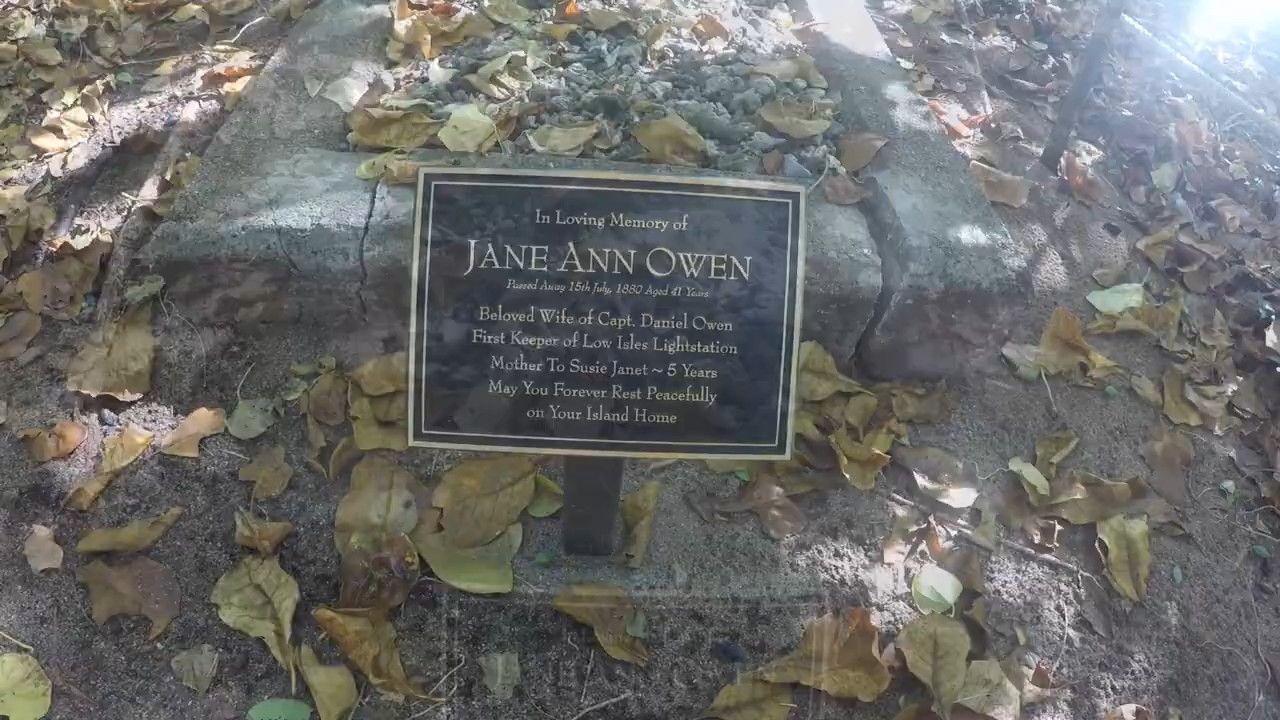 In Loving Memory of
JANE ANN OWEN
Passed Away 15th July, 1880 Aged 41 Years
Beloved Wife of Capt. Daniel Owen
First Keeper of Low Isles Lightstation
Mother To Susie Janet ~ 5 Years
May You Forever Rest Peacefully
on Your Island Home